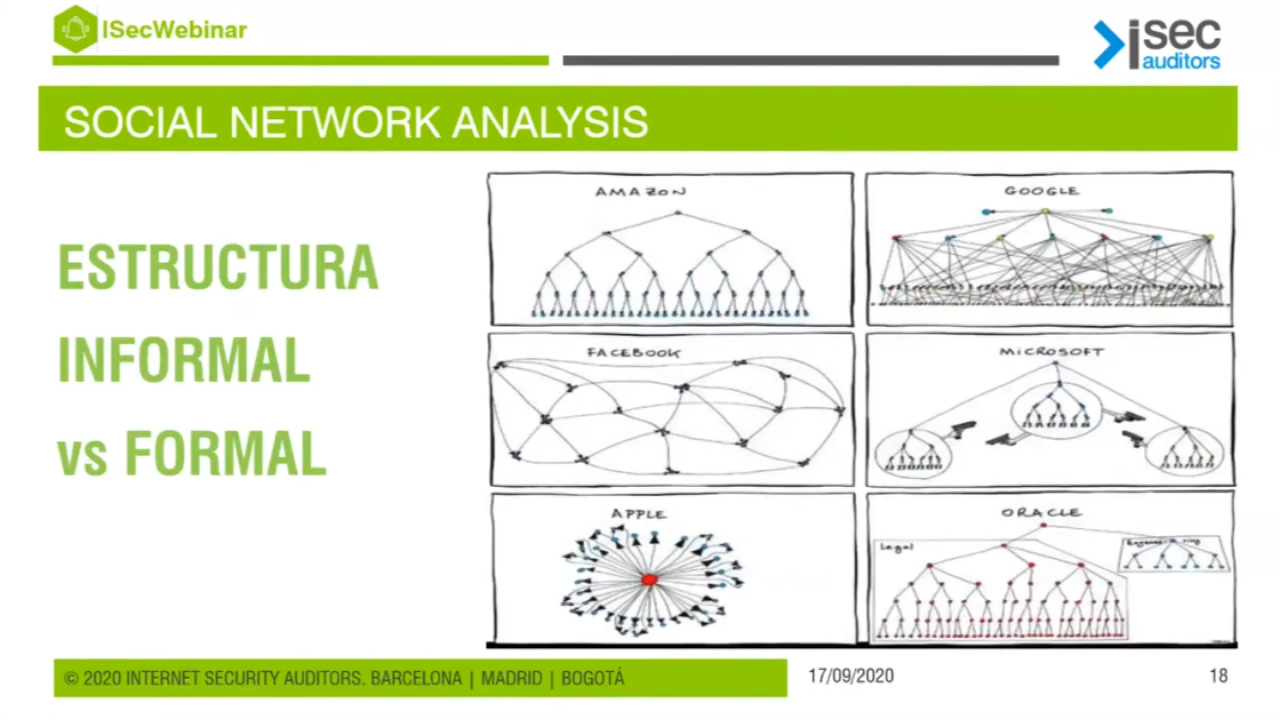 ISecWebinar
isec
auditors
SOCIAL NETWORK ANALYSIS
ESTRUCTURA
INFORMAL
vs FORMAL
AMAZON
GOOGLE
FACEBOOK
MICROSOFT
APPLE
ORACLE
Legal
© 2020 INTERNET SECURITY AUDITORS. BARCELONA | MADRID | BOGOTÁ
17/09/2020
18